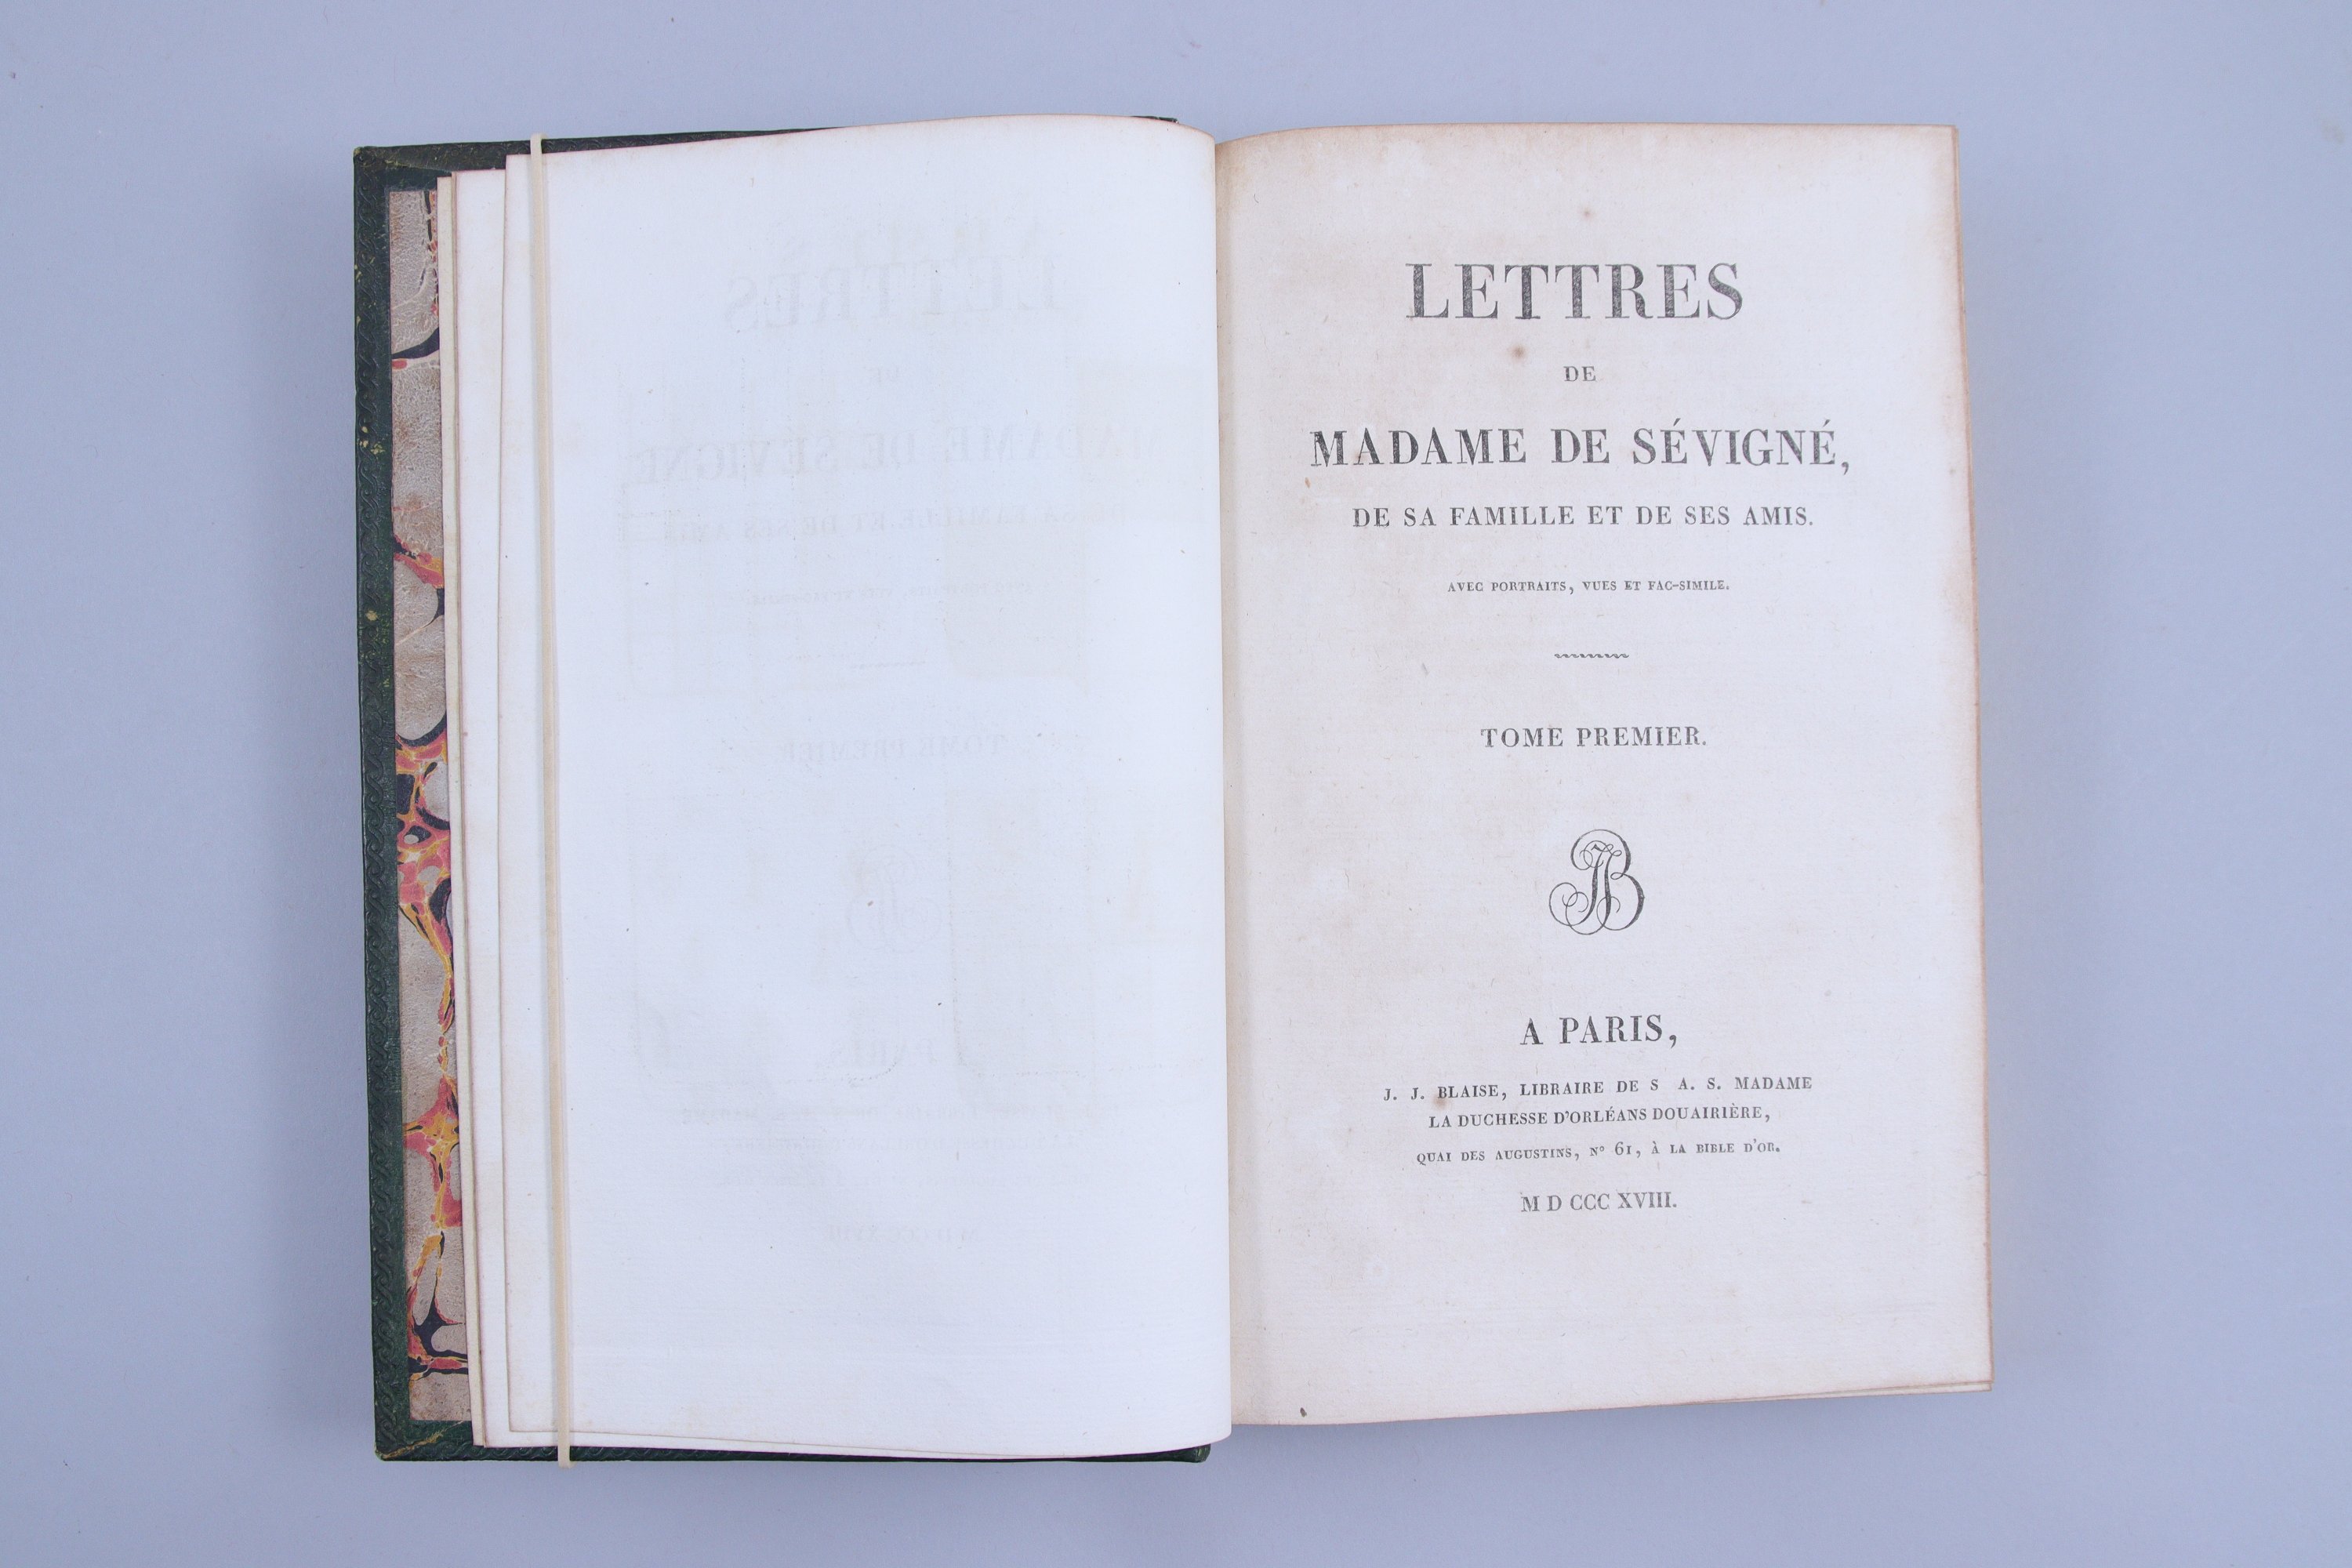 LETTRES
DE
MADAME DE SÉVIGNÉ,
DE SA FAMILLE ET DE SES AMIS.
AVEC PORTRAITS, VUES ET FAC-SIMILE.
TOME PREMIER.
JB
A PARIS,
J. J. BLAISE, LIBRAIRE DE S A. S. MADAME
LA DUCHESSE D'ORLÉANS DOUAIRIÈRE,
QUAI DES AUGUSTINS, N° 61, À LA BIBLE D'OR.
M D CCC XVIII.